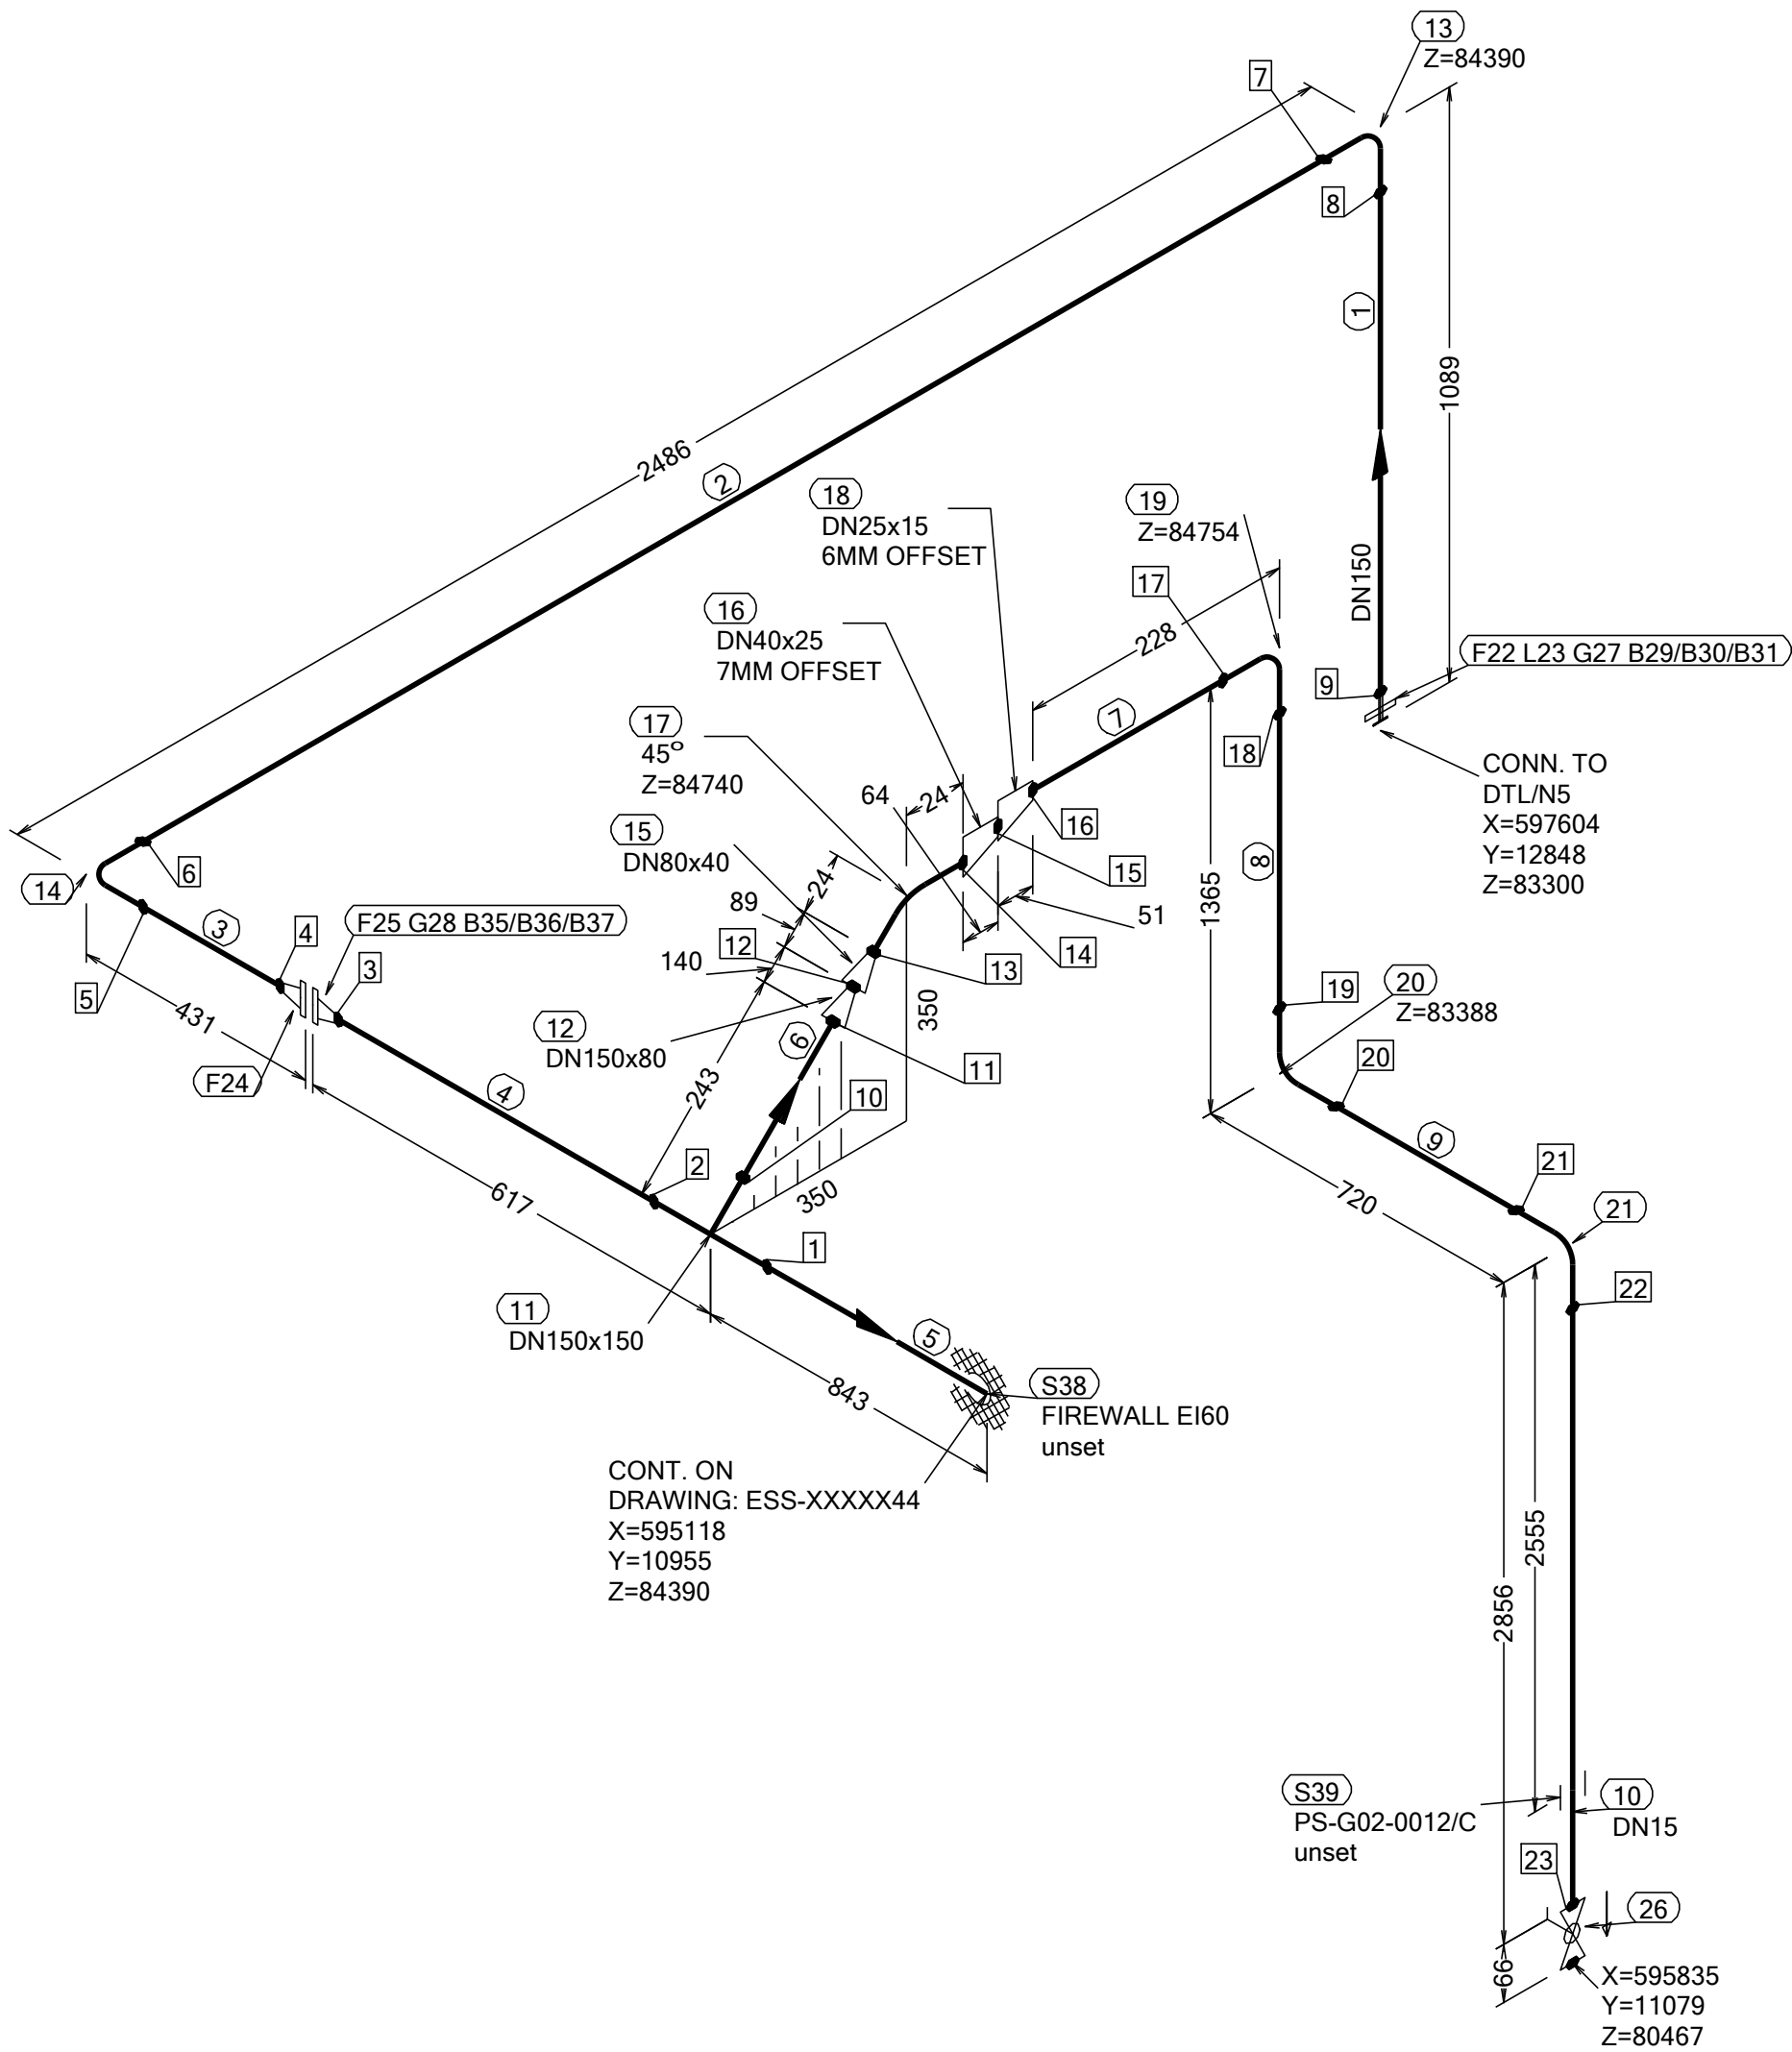 13
Z=84390
7
8
1
1089
2486
2
18
DN25x15
6MM OFFSET
19
Z=84754
17
DN150
16
DN40x25
7MM OFFSET
228
F22 L23 G27 B29/B30/B31
9
17
45°
Z=84740
7
18
CONN. TO
DTL/N5
X=597604
Y=12848
Z=83300
64
24
16
15
DN80x40
15
8
6
14
24
89
51
1365
F25 G28 B35/B36/B37
3
4
12
140
13
14
3
5
431
12
DN150x80
6
350
19
20
Z=83388
F24
4
243
11
20
10
9
2
21
617
350
720
21
1
22
11
DN150x150
5
843
S38
FIREWALL EI60
unset
CONT. ON
DRAWING: ESS-XXXXX44
X=595118
Y=10955
Z=84390
2555
2856
S39
PS-G02-0012/C
unset
10
DN15
23
26
66
X=595835
Y=11079
Z=80467